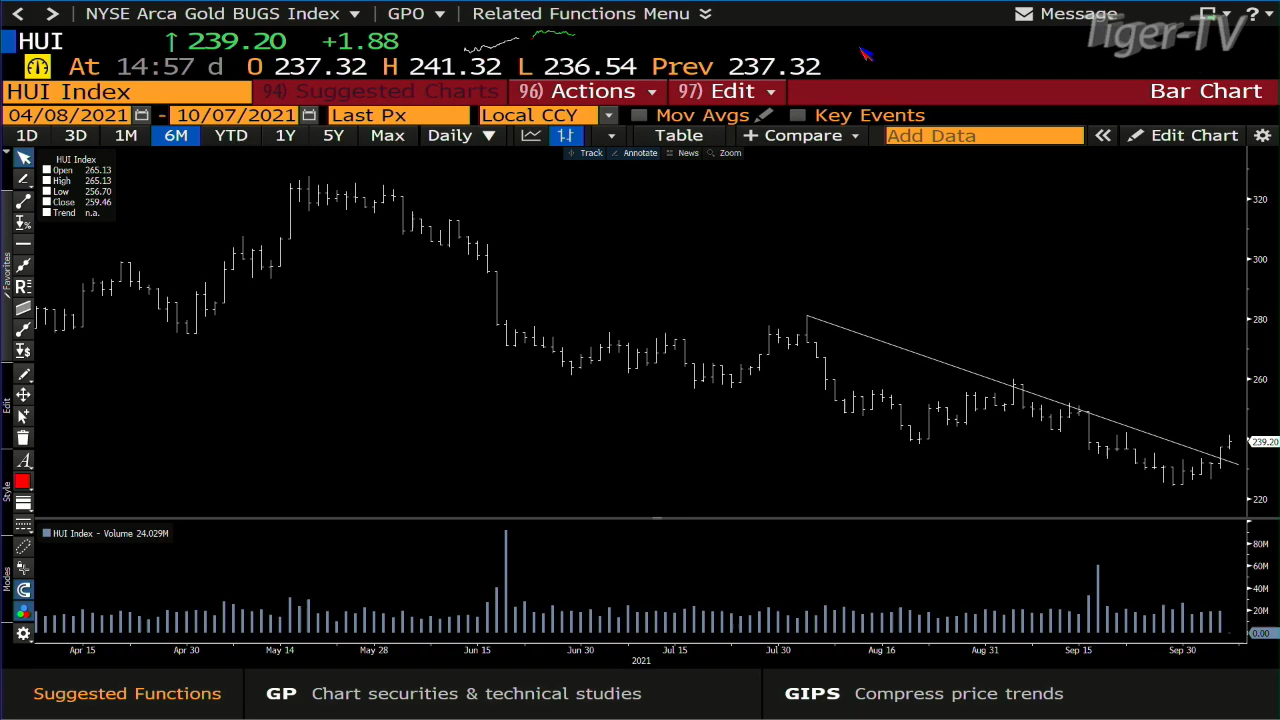 NYSE Arca Gold BUGS Index GPO Related Functions Menu Message ?
Tiger-TV
HUI ↑ 239.20 +1.88
At 14:57 d O 237.32 H 241.32 L 236.54 Prev 237.32
HUI Index 94) Suggested Charts 96) Actions 97) Edit Bar Chart
04/08/2021 - 10/07/2021 Last Px Local CCY Mov Avgs Key Events
1D 3D 1M 6M YTD 1Y 5Y Max Daily ▼ Table + Compare Add Data « Edit Chart
Track Annotate News Zoom
HUI Index
Open 265.13
High 265.13
Low 256.70
Close 259.46
Trend n.a.
Favorites
Edit
Style
Modes
320
300
280
260
239.20
220
HUI Index - Volume 24.029M
80M
60M
40M
20M
0.00
Apr 15 Apr 30 May 14 May 28 Jun 15 Jun 30 Jul 15 Jul 30 Aug 16 Aug 31 Sep 15 Sep 30
2021
Suggested Functions GP Chart securities & technical studies GIPS Compress price trends